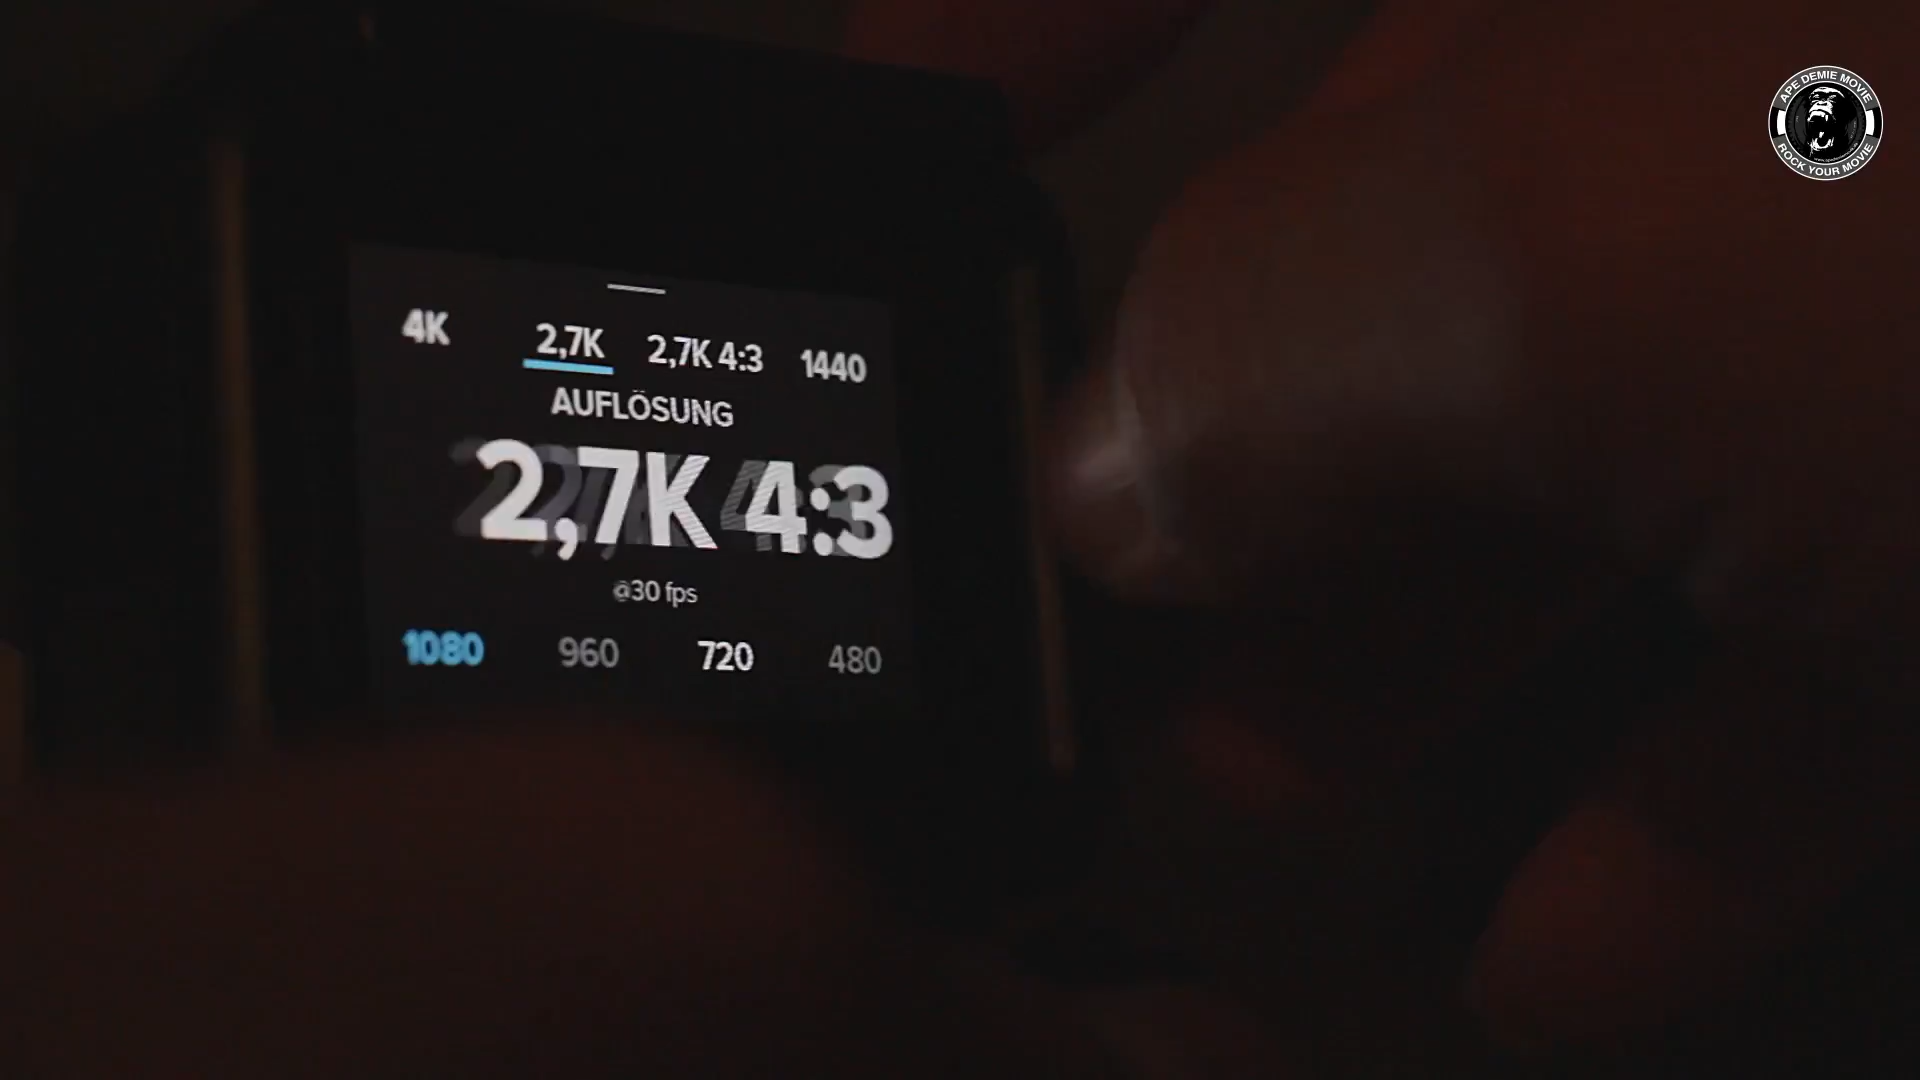 4K 2,7K 2,7K 4:3 1440
AUFLÖSUNG
2,7K 4:3
@30 fps
1080 960 720 480
APE DEMIE MOVIE
ROCK YOUR MOVIE